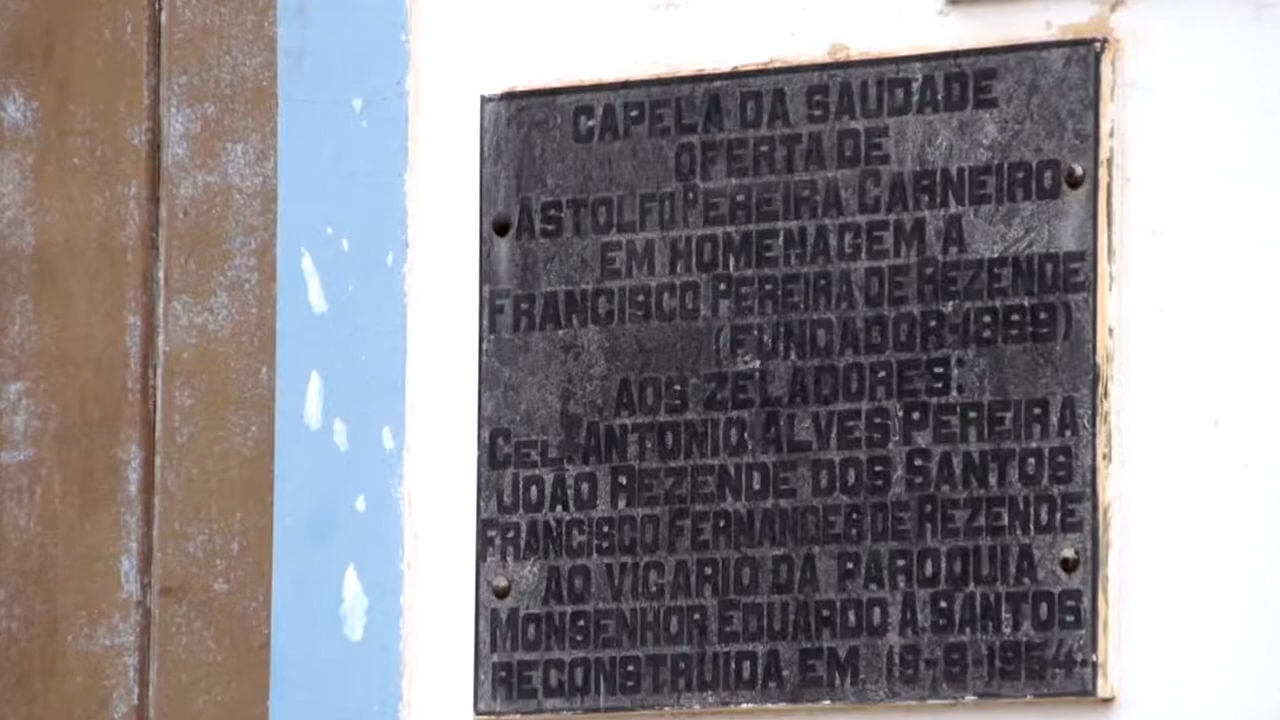 CAPELA DA SAUDADE
OFERTA DE
ASTOLFO PEREIRA CARNEIRO
EM HOMENAGEM A
FRANCISCO PEREIRA DE REZENDE
(FUNDADOR-1899)
AOS ZELADORES:
CEL. ANTONIO ALVES PEREIRA
JOÃO REZENDE DOS SANTOS
FRANCISCO FERNANDES DE REZENDE
AO VIGARIO DA PAROQUIA
MONSENHOR EDUARDO A SANTOS
RECONSTRUIDA EM 19-9-1964